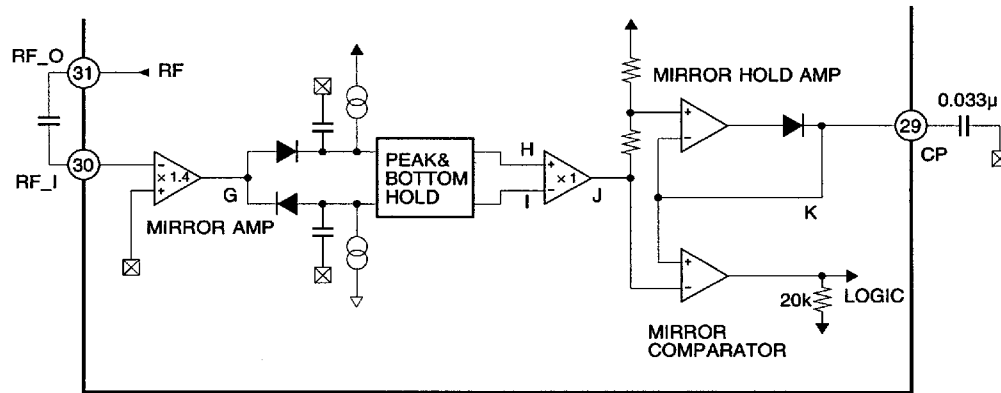 RF_O
31
RF
30
RF_I
−
× 1.4
+
MIRROR AMP
G
PEAK&
BOTTOM
HOLD
H
I
+
× 1
−
J
MIRROR HOLD AMP
+
−
K
+
−
MIRROR
COMPARATOR
20k
LOGIC
29
CP
0.033µ